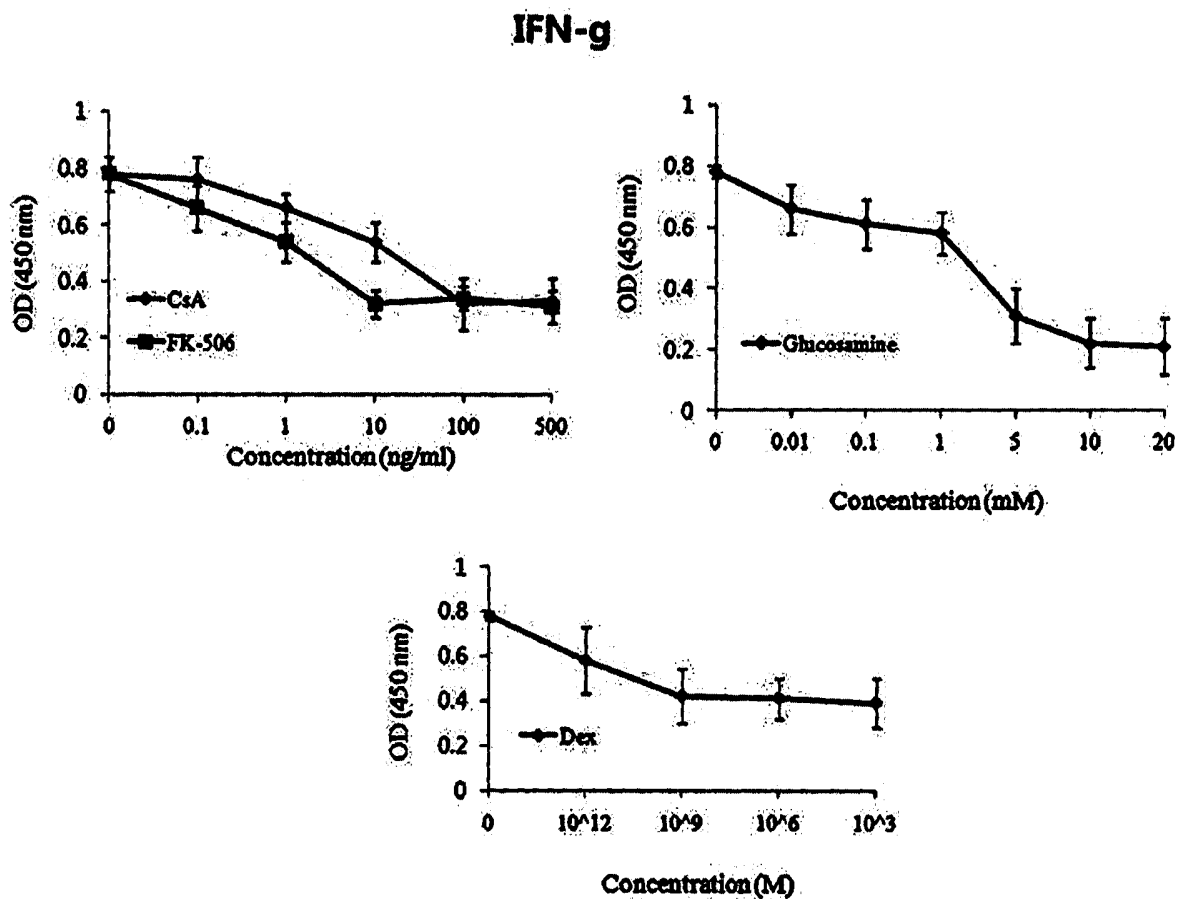 IFN-g
1
0.8
0.6
0.4
0.2
0
OD (450 nm)
CsA
FK-506
0 0.1 1 10 100 500
Concentration (ng/ml)
1
0.8
0.6
0.4
0.2
0
OD (450 nm)
Glucosamine
0 0.01 0.1 1 5 10 20
Concentration (mM)
1
0.8
0.6
0.4
0.2
0
OD (450 nm)
Dex
0 10^12 10^9 10^6 10^3
Concentration (M)